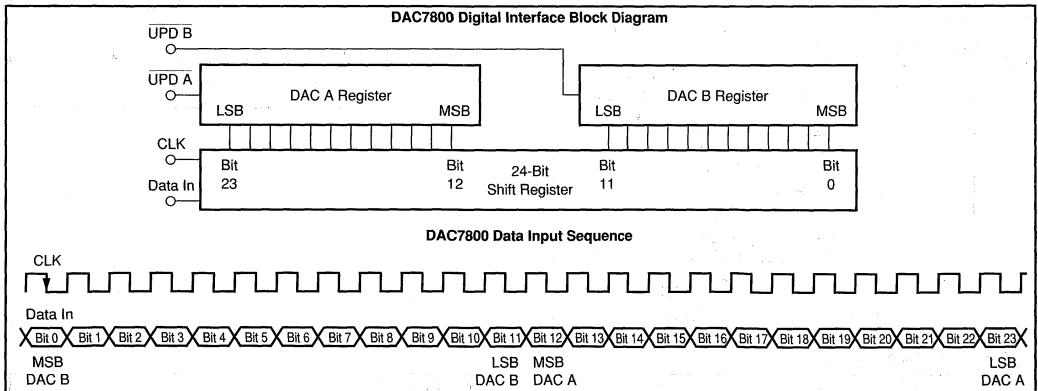 DAC7800 Digital Interface Block Diagram
UPD B
UPD A
DAC A Register
DAC B Register
LSB MSB LSB MSB
CLK
Data In
Bit 23
Bit 12
24-Bit Shift Register
Bit 11
Bit 0
DAC7800 Data Input Sequence
CLK
Data In
Bit 0 Bit 1 Bit 2 Bit 3 Bit 4 Bit 5 Bit 6 Bit 7 Bit 8 Bit 9 Bit 10 Bit 11 Bit 12 Bit 13 Bit 14 Bit 15 Bit 16 Bit 17 Bit 18 Bit 19 Bit 20 Bit 21 Bit 22 Bit 23
MSB LSB MSB LSB
DAC B DAC B DAC A DAC A